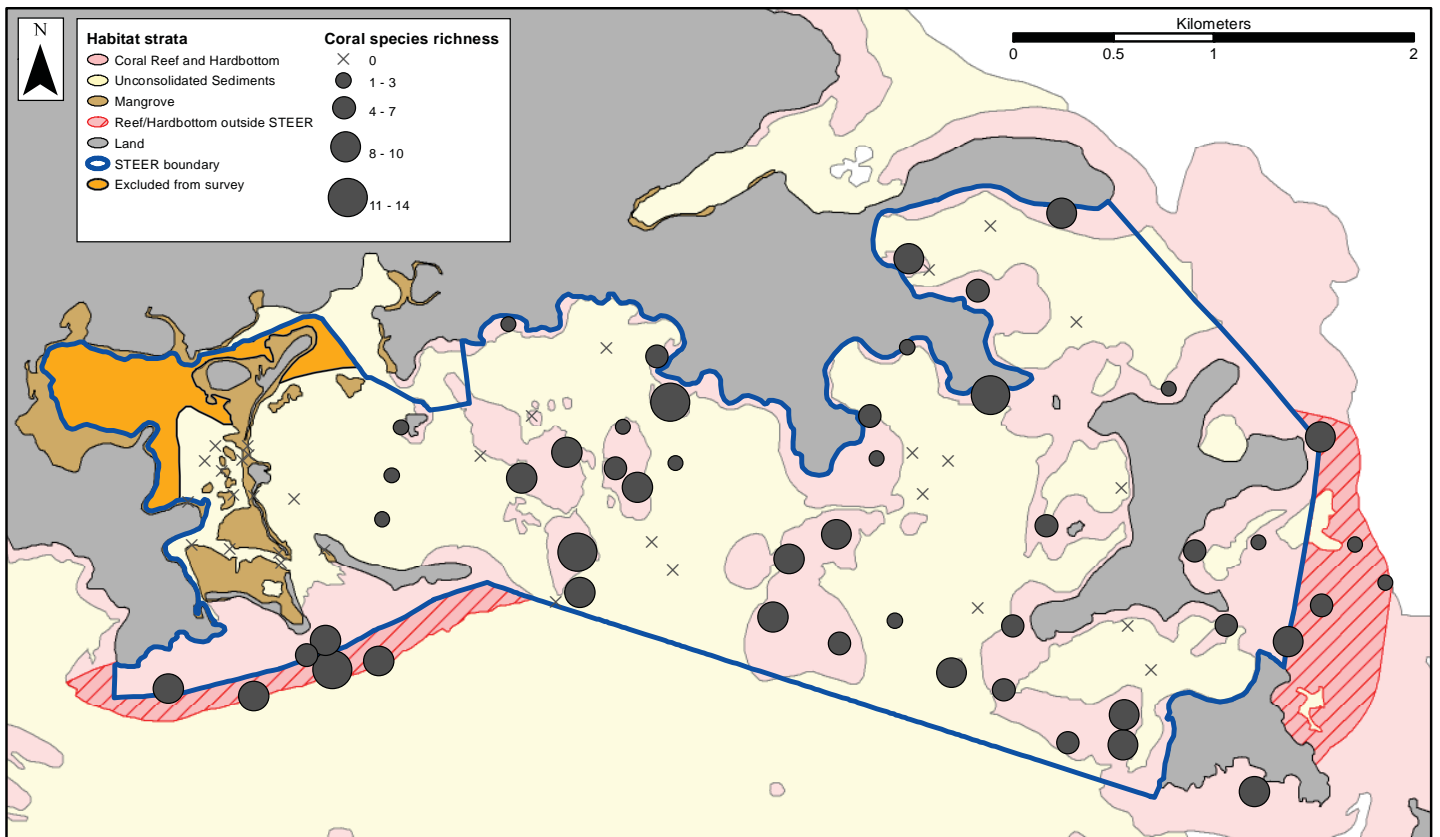 N
Habitat strata
Coral Reef and Hardbottom
Unconsolidated Sediments
Mangrove
Reef/Hardbottom outside STEER
Land
STEER boundary
Excluded from survey
Coral species richness
0
1 - 3
4 - 7
8 - 10
11 - 14
Kilometers
0 0.5 1 2